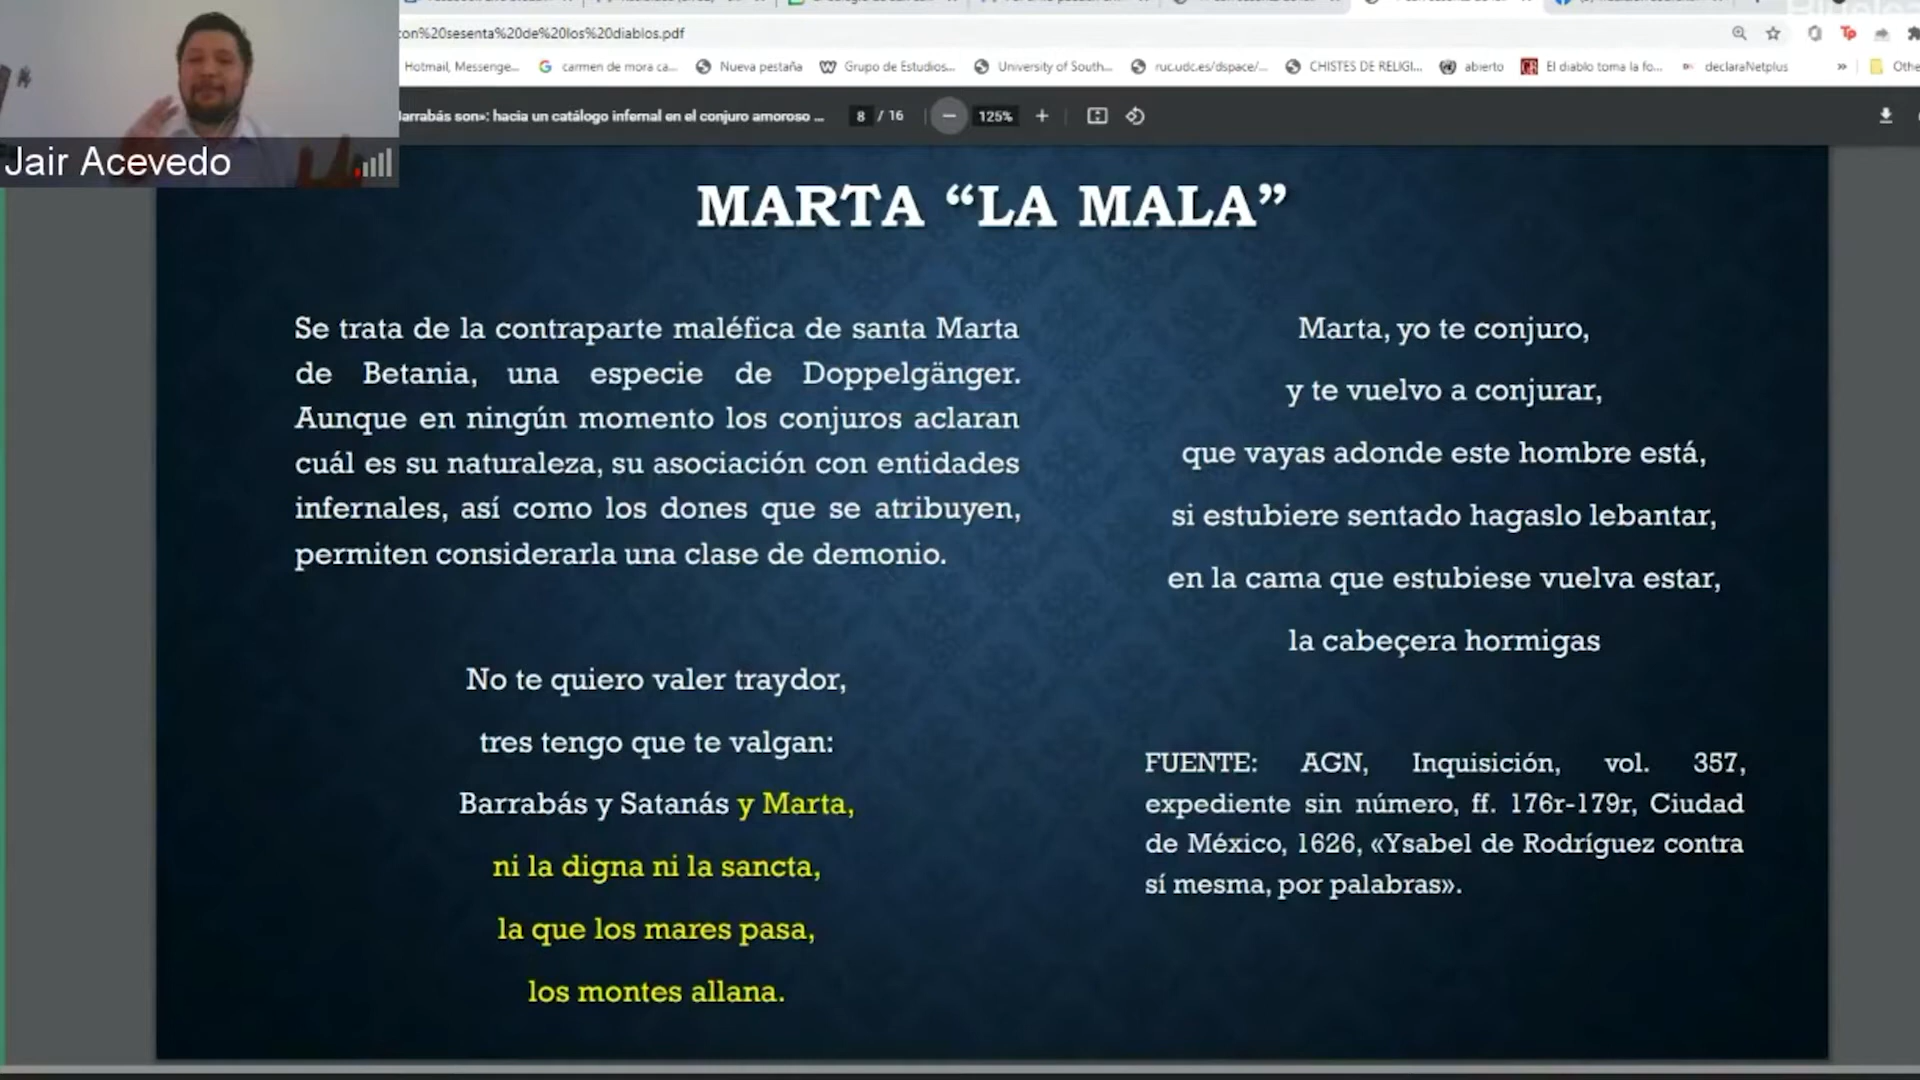 con%20sesenta%20de%20los%20diablos.pdf
Hotmail, Messenge...
carmen de mora ca...
Nueva pestaña
Grupo de Estudios...
University of South...
ruc.udc.es/dspace/...
CHISTES DE RELIGI...
abierto
El diablo toma la fo...
declaraNetplus
»
Othe
Barrabás son»: hacia un catálogo infernal en el conjuro amoroso ...
8 / 16
125%
Jair Acevedo
MARTA “LA MALA”
Se trata de la contraparte maléfica de santa Marta
de Betania, una especie de Doppelgänger.
Aunque en ningún momento los conjuros aclaran
cuál es su naturaleza, su asociación con entidades
infernales, así como los dones que se atribuyen,
permiten considerarla una clase de demonio.
No te quiero valer traydor,
tres tengo que te valgan:
Barrabás y Satanás y Marta,
ni la digna ni la sancta,
la que los mares pasa,
los montes allana.
Marta, yo te conjuro,
y te vuelvo a conjurar,
que vayas adonde este hombre está,
si estubiere sentado hagaslo lebantar,
en la cama que estubiese vuelva estar,
la cabeçera hormigas
FUENTE: AGN, Inquisición, vol. 357,
expediente sin número, ff. 176r-179r, Ciudad
de México, 1626, «Ysabel de Rodríguez contra
sí mesma, por palabras».